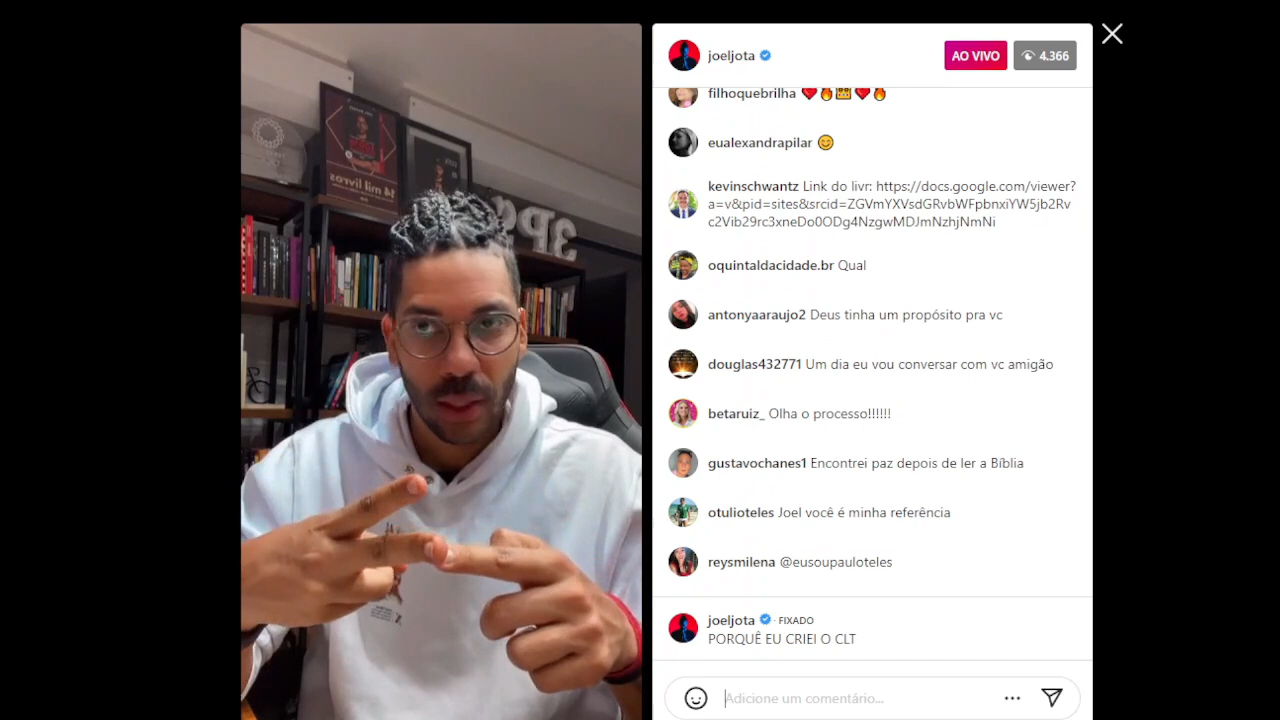 joeljota
AO VIVO
4.366
filhoquebrilha ❤️🔥❤️🔥
eualexandrapilar 😊
kevinschwantz Link do livr: https://docs.google.com/viewer?
a=v&pid=sites&srcid=ZGVmYXVsdGRvbWFpbnxiYW5jb2Rv
c2Vib29rc3xneDo0ODg4NzgwMDJmNzhjNmNi
oquintaldacidade.br Qual
antonyaaraujo2 Deus tinha um propósito pra vc
douglas432771 Um dia eu vou conversar com vc amigão
betaruiz_ Olha o processo!!!!!!
gustavochanes1 Encontrei paz depois de ler a Bíblia
otulioteles Joel você é minha referência
reysmilena @eusoupauloteles
joeljota · FIXADO
PORQUÊ EU CRIEI O CLT
Adicione um comentário...
14 mil livros
3P